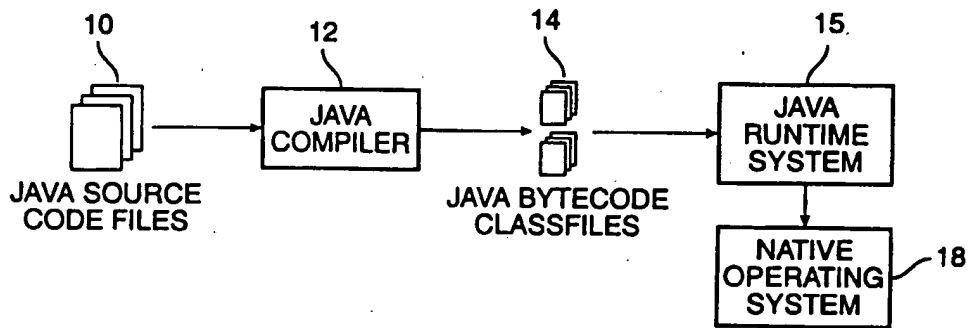 10
12
14
15
JAVA SOURCE
CODE FILES
JAVA
COMPILER
JAVA BYTECODE
CLASSFILES
JAVA
RUNTIME
SYSTEM
NATIVE
OPERATING
SYSTEM
18